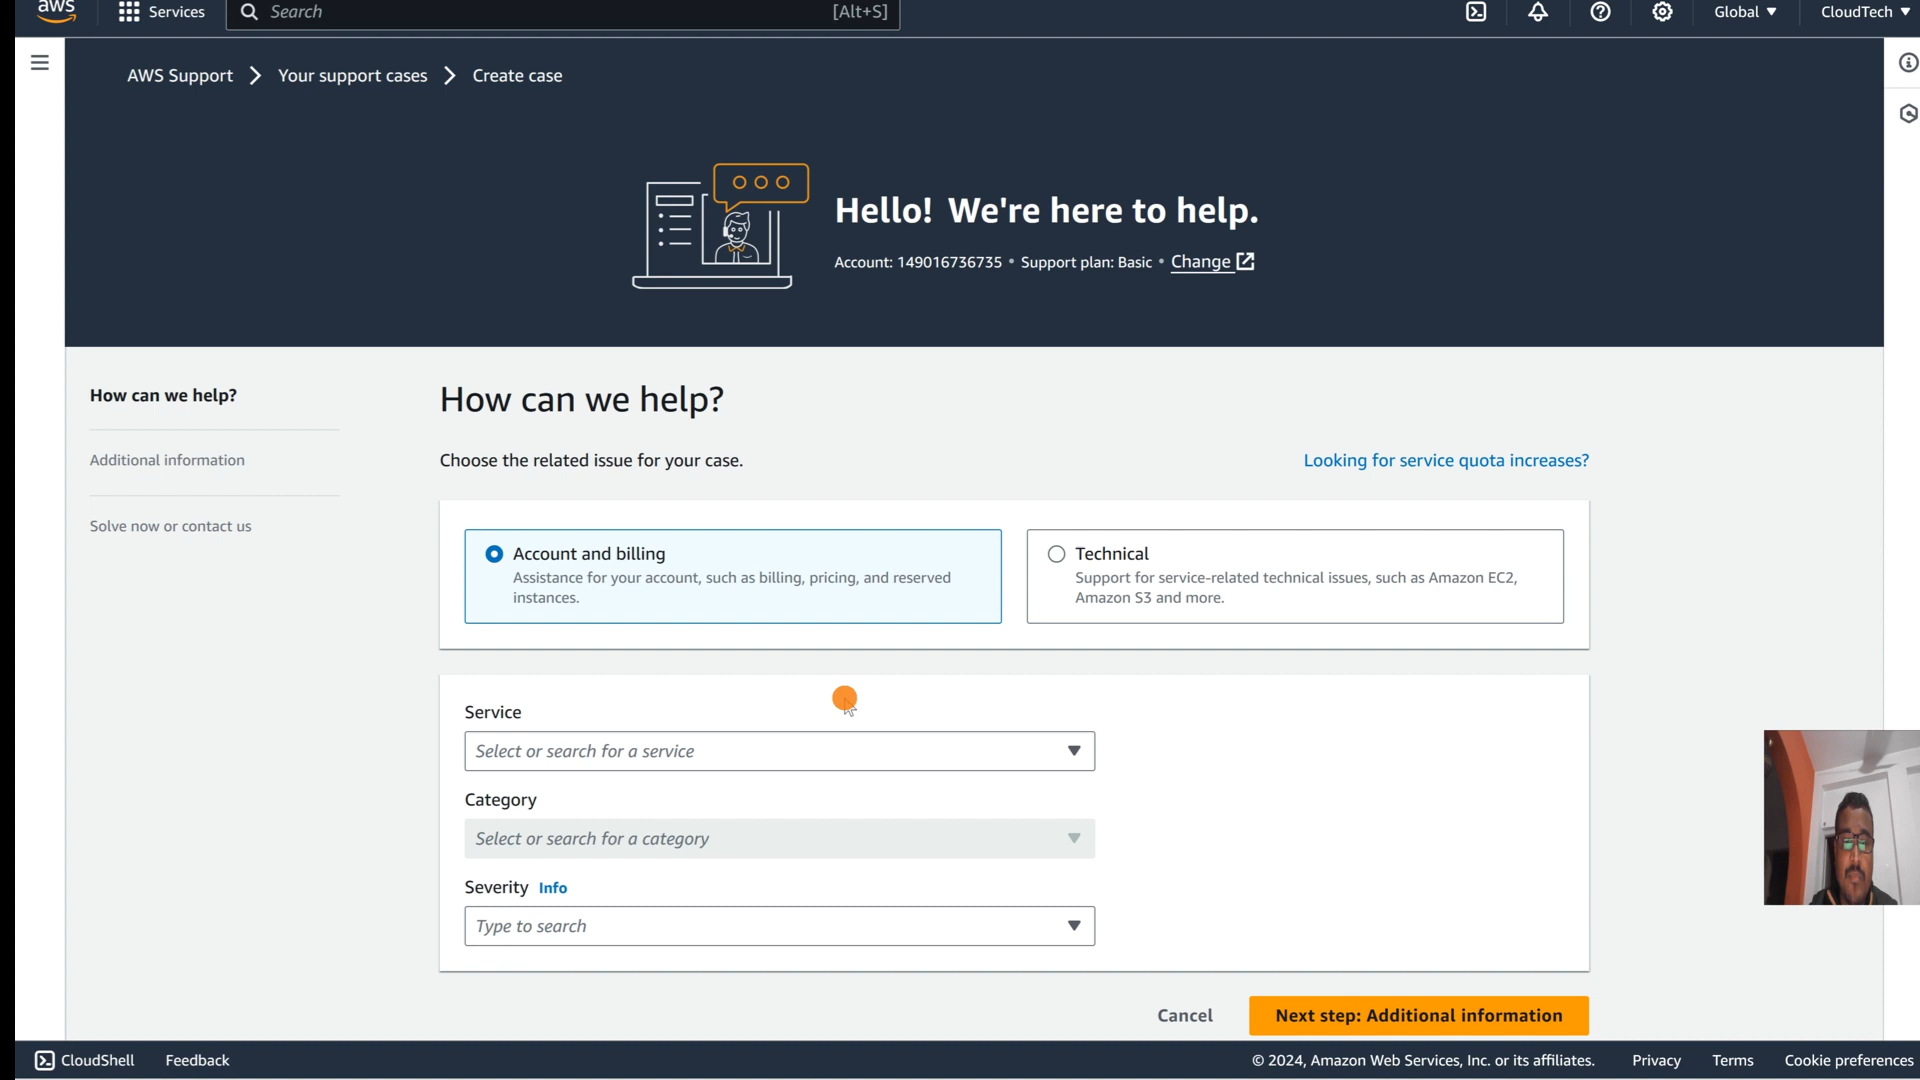 aws
Services
Search
[Alt+S]
Global
CloudTech
AWS Support
Your support cases
Create case
Hello! We're here to help.
Account: 149016736735 • Support plan: Basic • Change
How can we help?
Additional information
Solve now or contact us
How can we help?
Choose the related issue for your case.
Looking for service quota increases?
Account and billing
Assistance for your account, such as billing, pricing, and reserved
instances.
Technical
Support for service-related technical issues, such as Amazon EC2,
Amazon S3 and more.
Service
Select or search for a service
Category
Select or search for a category
Severity Info
Type to search
Cancel
Next step: Additional information
CloudShell
Feedback
© 2024, Amazon Web Services, Inc. or its affiliates.
Privacy
Terms
Cookie preferences